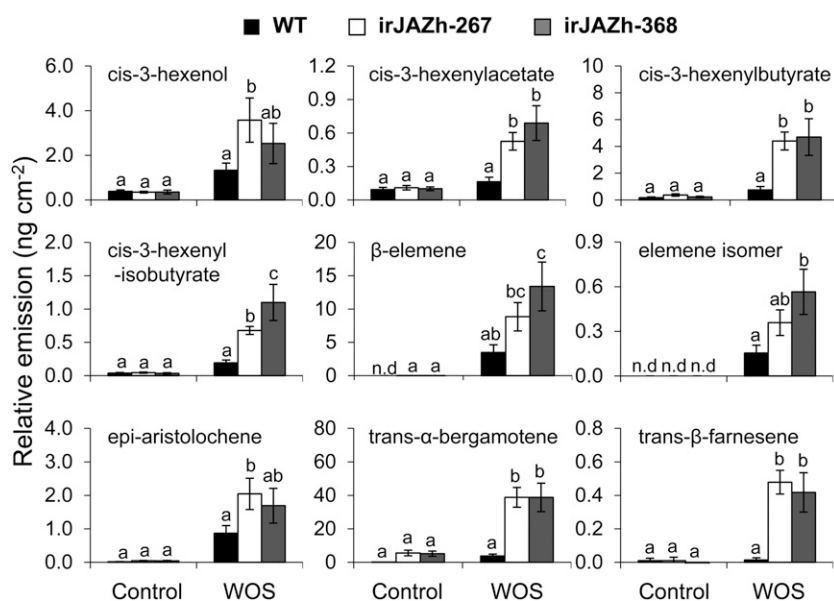 WT irJAZh-267 irJAZh-368
Relative emission (ng cm-2)
6.0 cis-3-hexenol b
4.0 ab
2.0 a
0.0 a a a
1.2 cis-3-hexenylacetate
0.9 b b
0.6
0.3 a a a a
0.0
10 cis-3-hexenylbutyrate
8 b b
6
4
2 a a a a
0
2.0 cis-3-hexenyl
1.5 -isobutyrate c
1.0 b
0.5 a a a a
0.0
20 β-elemene c
15
10 bc
5 ab
0 n.d a a
0.9 elemene isomer b
0.6 ab
0.3 a
0.0 n.d n.d n.d
4.0 epi-aristolochene
3.0 b ab
2.0
1.0 a
0.0 a a a
Control WOS
80 trans-α-bergamotene
60 b b
40
20 a a a a
0
Control WOS
0.8 trans-β-farnesene
0.6 b b
0.4
0.2 a a a a
0.0
Control WOS